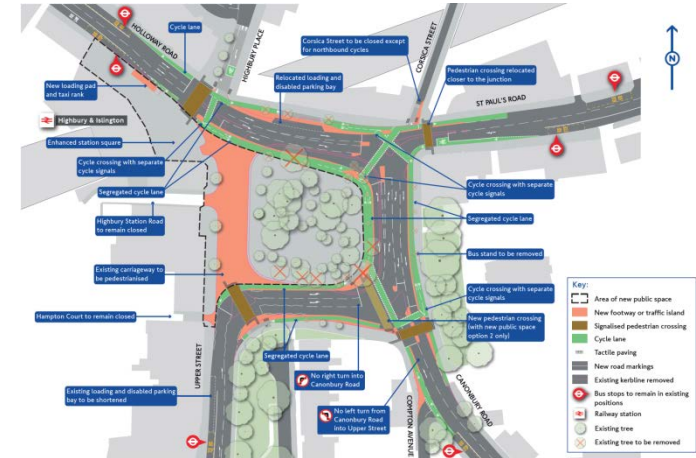 HOLLOWAY ROAD
Cycle lane
HIGHBURY PLACE
Corsica Street to be closed except
for northbound cycles
CORSICA STREET
N
New loading pad
and taxi rank
Relocated loading and
disabled parking bay
Pedestrian crossing relocated
closer to the junction
ST PAUL'S ROAD
Highbury & Islington
Enhanced station square
Cycle crossing with separate
cycle signals
Segregated cycle lane
Highbury Station Road
to remain closed
Existing carriageway to
be pedestrianised
Hampton Court to remain closed
Cycle crossing with separate
cycle signals
Segregated cycle lane
Bus stand to be removed
Cycle crossing with separate
cycle signals
New pedestrian crossing
(with new public space
option 2 only)
UPPER STREET
Segregated cycle lane
Existing loading and disabled parking
bay to be shortened
No right turn into
Canonbury Road
No left turn from
Canonbury Road
into Upper Street
COMPTON AVENUE
CANONBURY ROAD
Key:
Area of new public space
New footway or traffic island
Signalised pedestrian crossing
Cycle lane
Tactile paving
New road markings
Existing kerbline removed
Bus stops to remain in existing
positions
Railway station
Existing tree
Existing tree to be removed